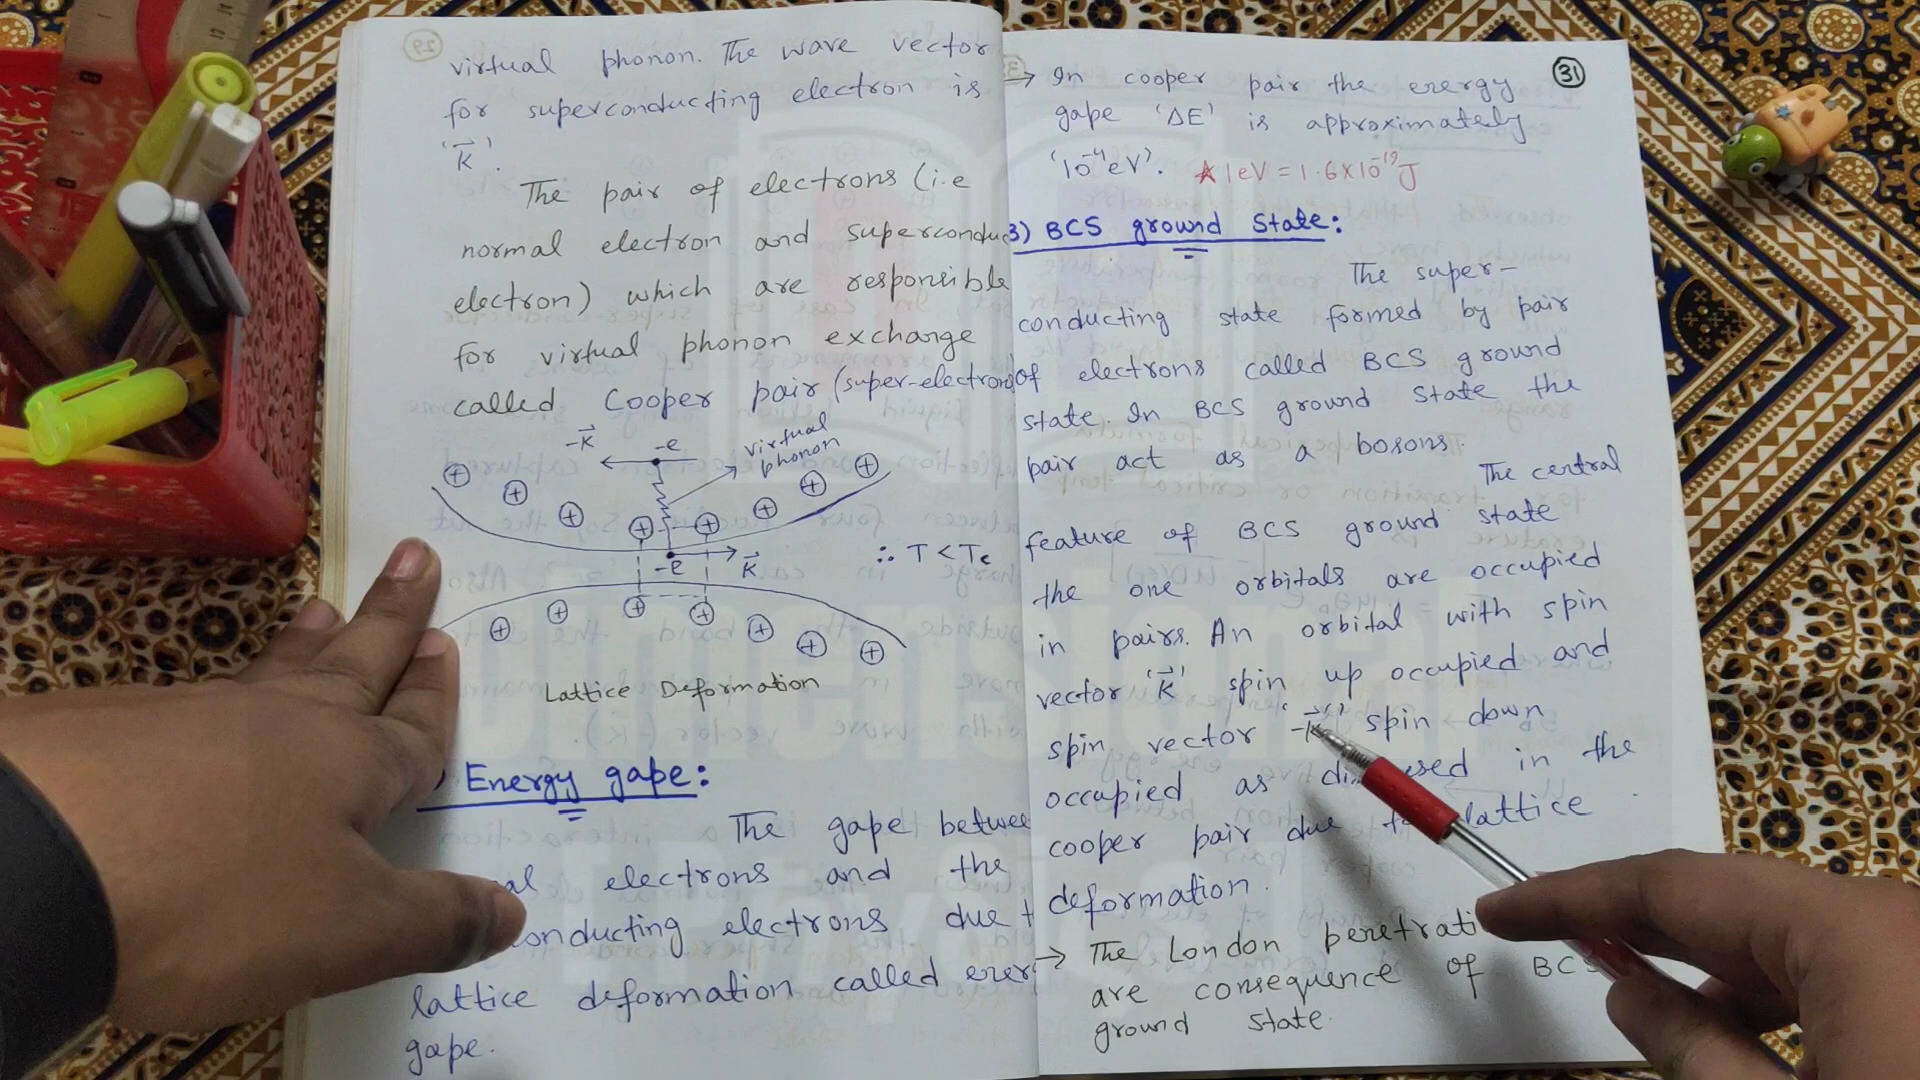 virtual phonon. The wave vector
for superconducting electron is
'k⃗'.
The pair of electrons (i.e
normal electron and superconduc
electron) which are responsible
for virtual phonon exchange
called Cooper pair (super-electron)
-k⃗ -e virtual
phonon
-e k⃗
∴ T < Tc
Lattice Deformation
) Energy gape:
The gape betwee
al electrons and the
conducting electrons due t
lattice deformation called ener
gape.
31
→ In cooper pair the energy
gape 'ΔE' is approximately
'10⁻⁴eV'. ★1eV = 1.6×10⁻¹⁹J
3) BCS ground State:
The super-
conducting state formed by pair
of electrons called BCS ground
state. In BCS ground state the
pair act as a bosons.
The central
feature of BCS ground state
the one orbitals are occupied
in pairs. An orbital with spin
vector 'k⃗' spin up occupied and
spin vector '-k⃗' spin down
occupied as in the
cooper pair due lattice
deformation.
→ The London penetrati
are consequence of BCS
ground state.